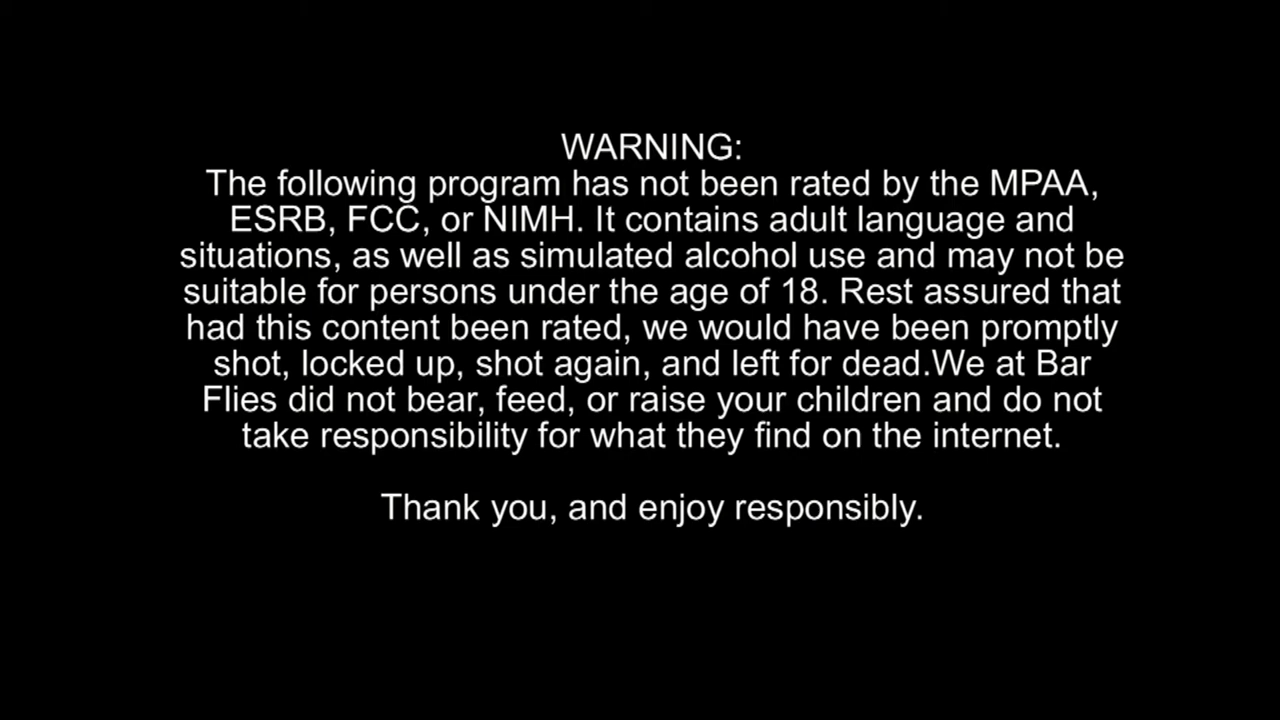 WARNING:
The following program has not been rated by the MPAA,
ESRB, FCC, or NIMH. It contains adult language and
situations, as well as simulated alcohol use and may not be
suitable for persons under the age of 18. Rest assured that
had this content been rated, we would have been promptly
shot, locked up, shot again, and left for dead.We at Bar
Flies did not bear, feed, or raise your children and do not
take responsibility for what they find on the internet.
Thank you, and enjoy responsibly.